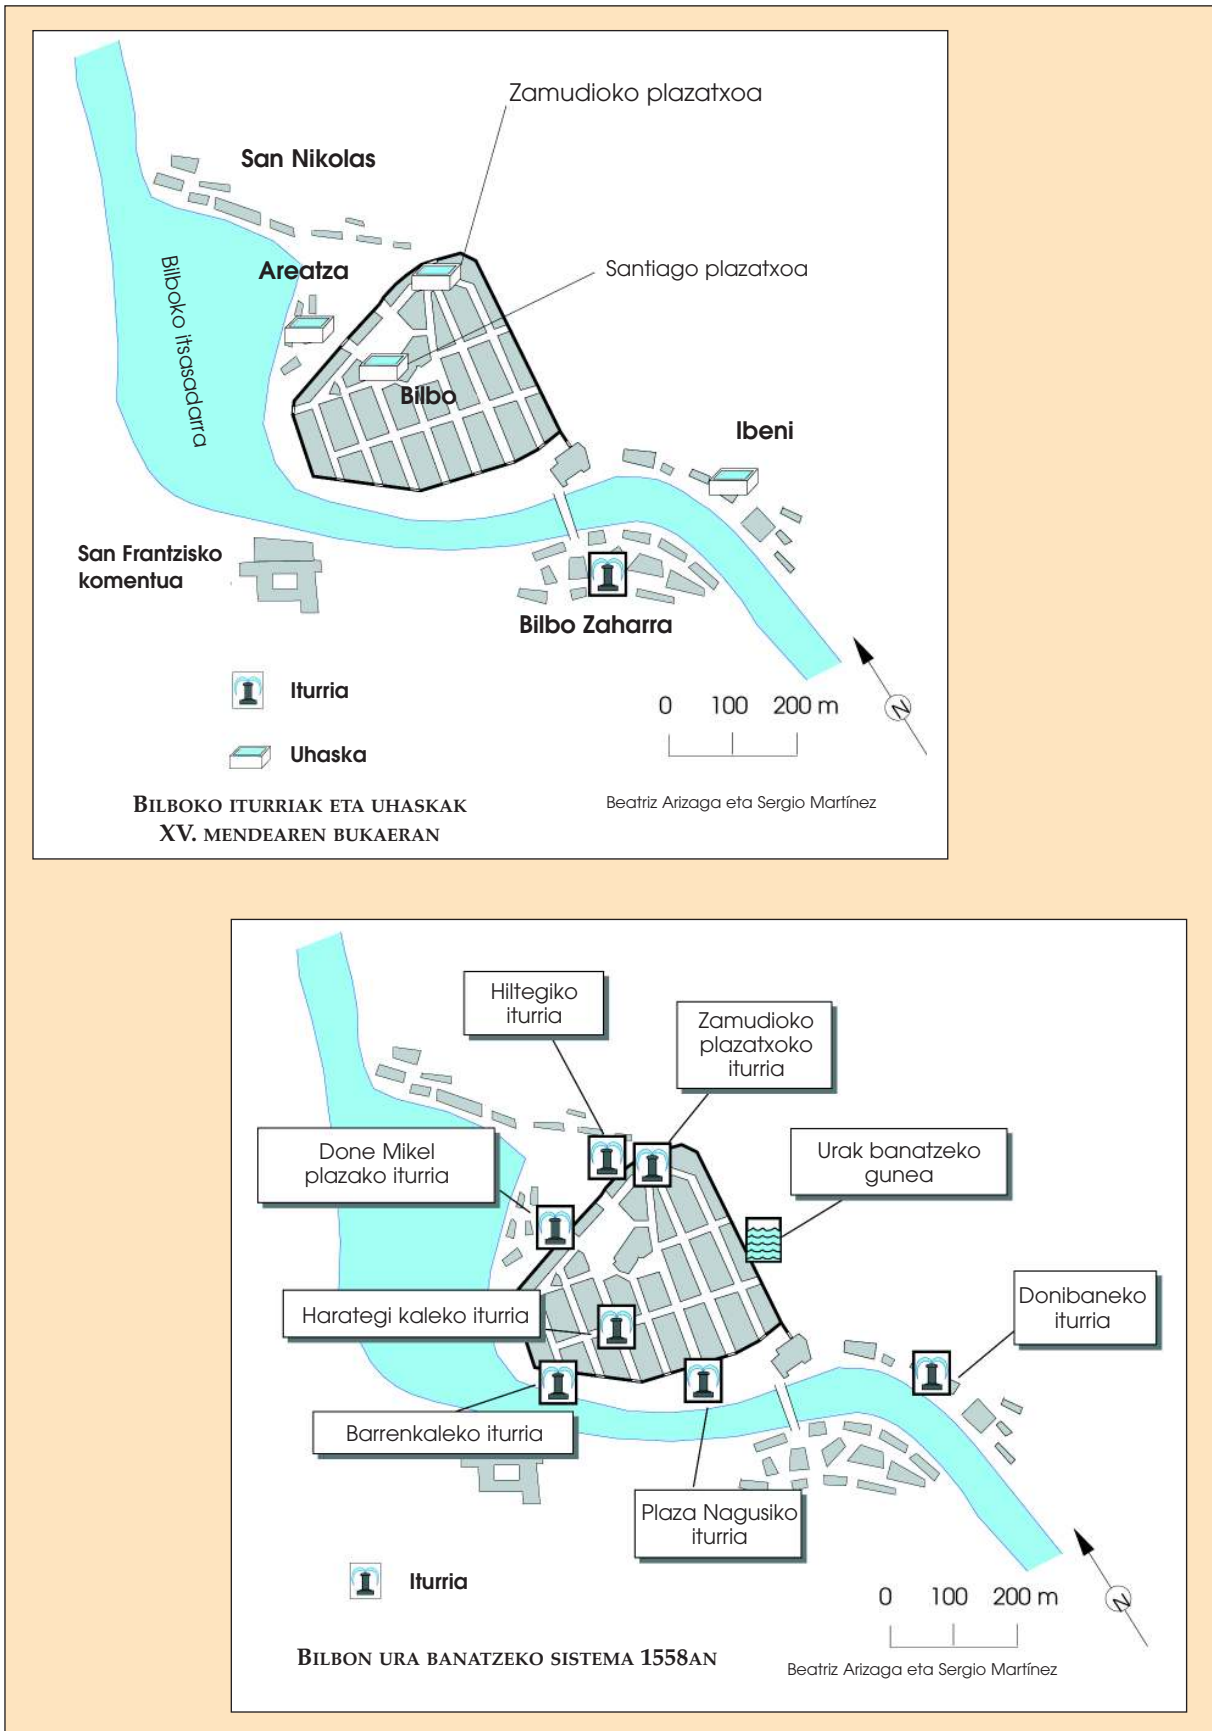 Zamudioko plazatxoa
San Nikolas
Areatza
Santiago plazatxoa
Bilboko itsasadarra
Bilbo
Ibeni
San Frantzisko
komentua
Bilbo Zaharra
Iturria
0 100 200 m
N
Uhaska
BILBOKO ITURRIAK ETA UHASKAK
XV. MENDEAREN BUKAERAN
Beatriz Arizaga eta Sergio Martínez
Hiltegiko
iturria
Zamudioko
plazatxoko
iturria
Done Mikel
plazako iturria
Urak banatzeko
gunea
Harategi kaleko iturria
Donibaneko
iturria
Barrenkaleko iturria
Plaza Nagusiko
iturria
Iturria
0 100 200 m
N
BILBON URA BANATZEKO SISTEMA 1558AN
Beatriz Arizaga eta Sergio Martínez